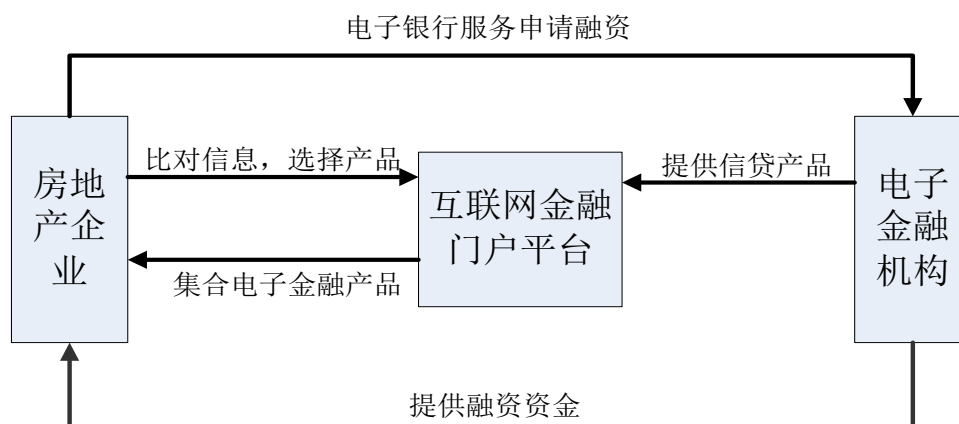 电子银行服务申请融资
比对信息，选择产品
提供信贷产品
房地
产企
业
互联网金融
门户平台
电子
金融
机构
集合电子金融产品
提供融资资金